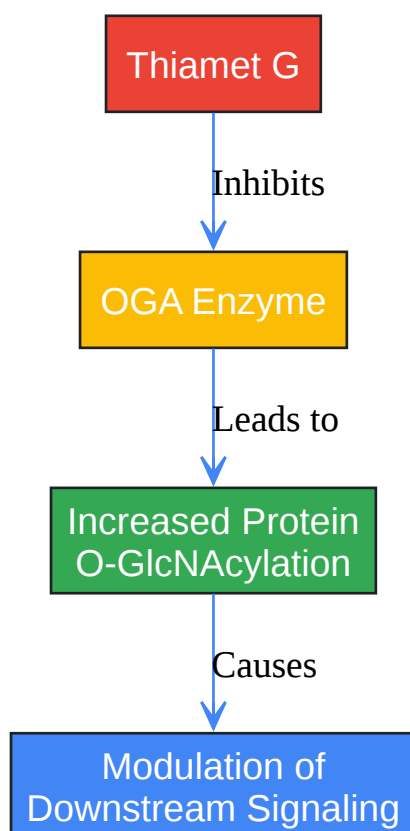 Thiamet G
Inhibits
OGA Enzyme
Leads to
Increased Protein
O-GlcNAcylation
Causes
Modulation of
Downstream Signaling